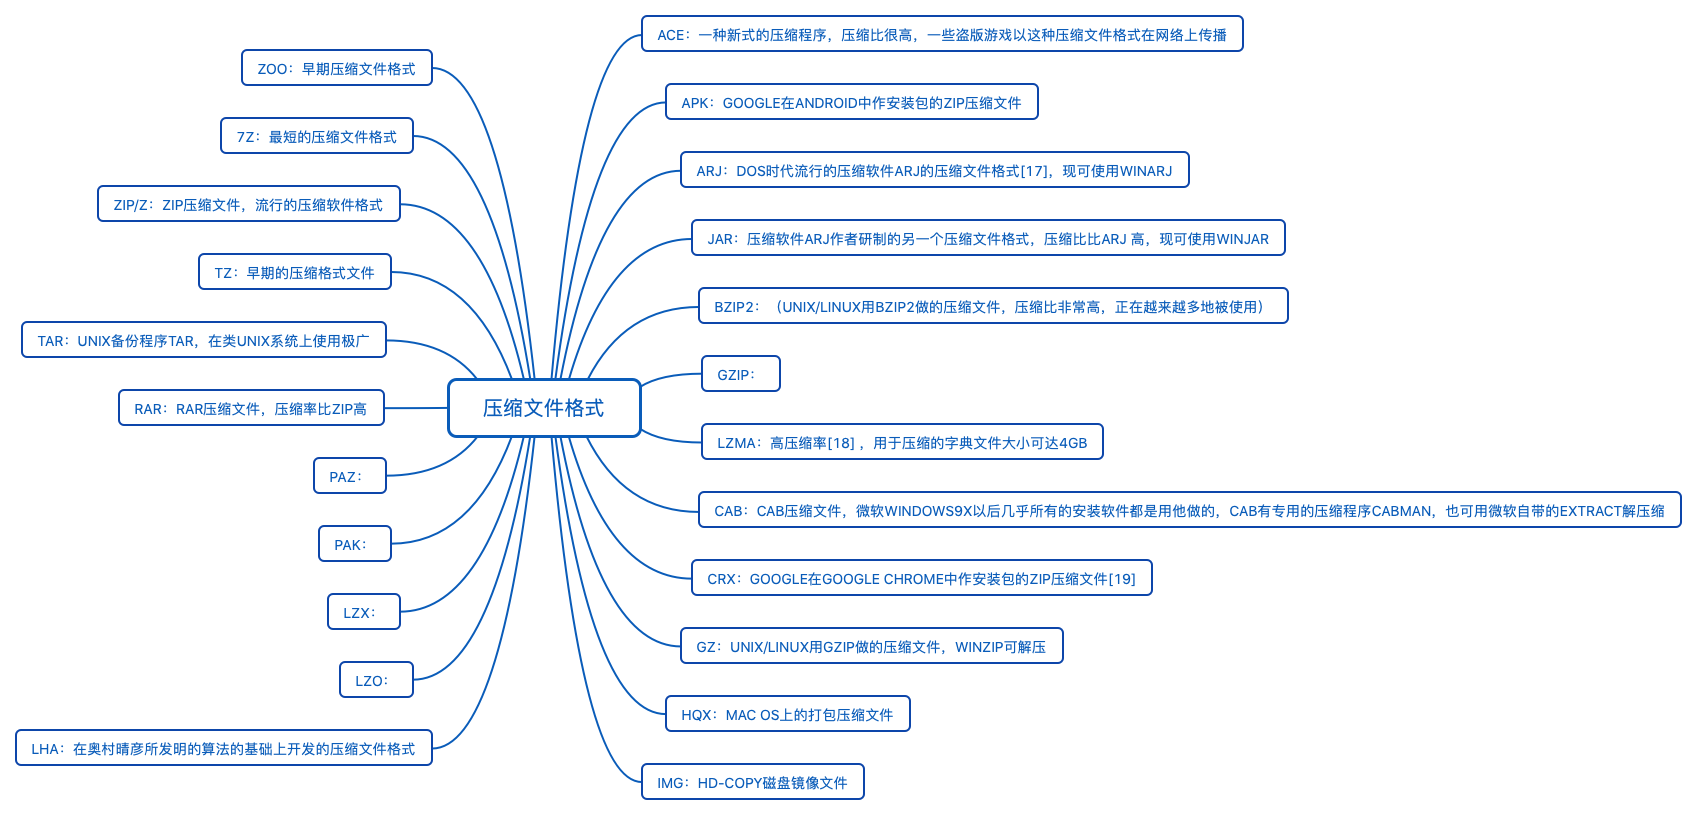 压缩文件格式
ACE：一种新式的压缩程序，压缩比很高，一些盗版游戏以这种压缩文件格式在网络上传播
APK：GOOGLE在ANDROID中作安装包的ZIP压缩文件
ARJ：DOS时代流行的压缩软件ARJ的压缩文件格式[17]，现可使用WINARJ
JAR：压缩软件ARJ作者研制的另一个压缩文件格式，压缩比比ARJ 高，现可使用WINJAR
BZIP2：（UNIX/LINUX用BZIP2做的压缩文件，压缩比非常高，正在越来越多地被使用）
GZIP：
LZMA：高压缩率[18] ，用于压缩的字典文件大小可达4GB
CAB：CAB压缩文件，微软WINDOWS9X以后几乎所有的安装软件都是用他做的，CAB有专用的压缩程序CABMAN，也可用微软自带的EXTRACT解压缩
CRX：GOOGLE在GOOGLE CHROME中作安装包的ZIP压缩文件[19]
GZ：UNIX/LINUX用GZIP做的压缩文件，WINZIP可解压
HQX：MAC OS上的打包压缩文件
IMG：HD-COPY磁盘镜像文件
ZOO：早期压缩文件格式
7Z：最短的压缩文件格式
ZIP/Z：ZIP压缩文件，流行的压缩软件格式
TZ：早期的压缩格式文件
TAR：UNIX备份程序TAR，在类UNIX系统上使用极广
RAR：RAR压缩文件，压缩率比ZIP高
PAZ：
PAK：
LZX：
LZO：
LHA：在奥村晴彦所发明的算法的基础上开发的压缩文件格式